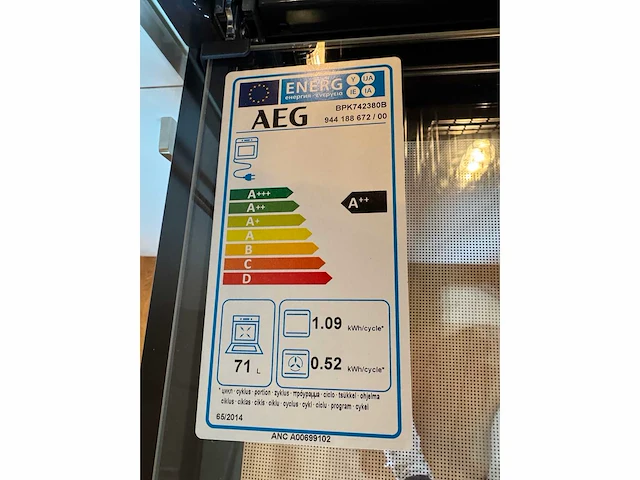 ENERG Y IJA
енергия · ενεργεια IE IA
AEG
BPK742380B
944 188 672 / 00
A+++
A++
A+
A
B
C
D
A++
71 L
1.09 kWh/cycle*
0.52 kWh/cycle*
65/2014
ANC A00699102